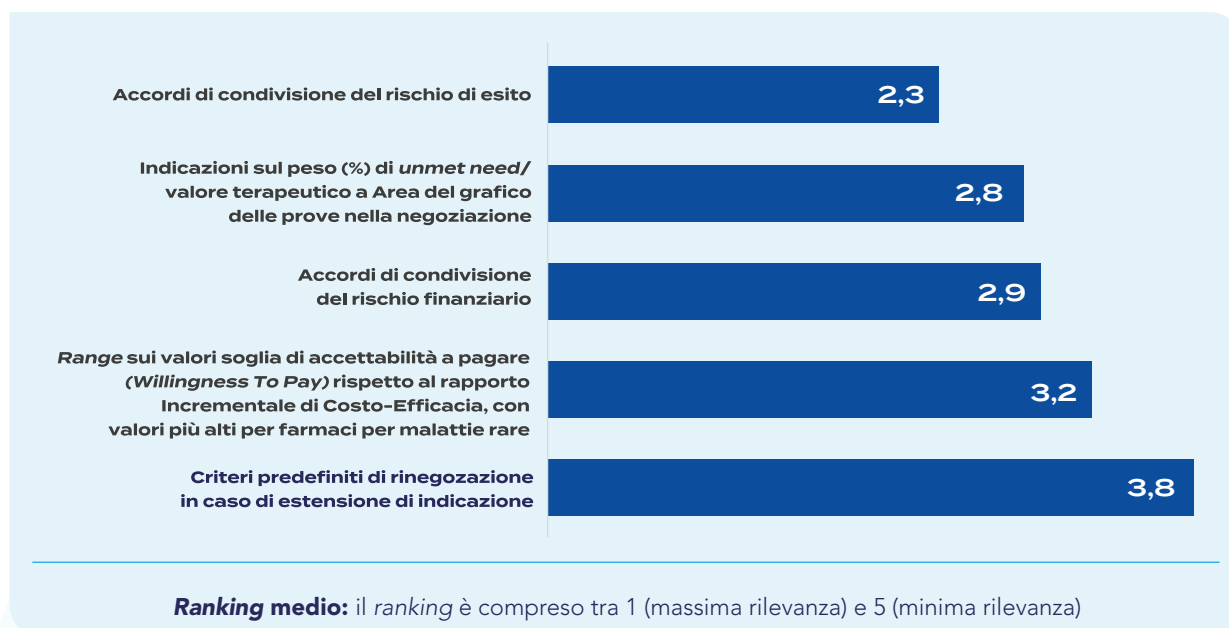 Accordi di condivisione del rischio di esito
2,3
Indicazioni sul peso (%) di unmet need/
valore terapeutico a Area del grafico
delle prove nella negoziazione
2,8
Accordi di condivisione
del rischio finanziario
2,9
Range sui valori soglia di accettabilità a pagare
(Willingness To Pay) rispetto al rapporto
Incrementale di Costo-Efficacia, con
valori più alti per farmaci per malattie rare
3,2
Criteri predefiniti di rinegozazione
in caso di estensione di indicazione
3,8
Ranking medio: il ranking è compreso tra 1 (massima rilevanza) e 5 (minima rilevanza)